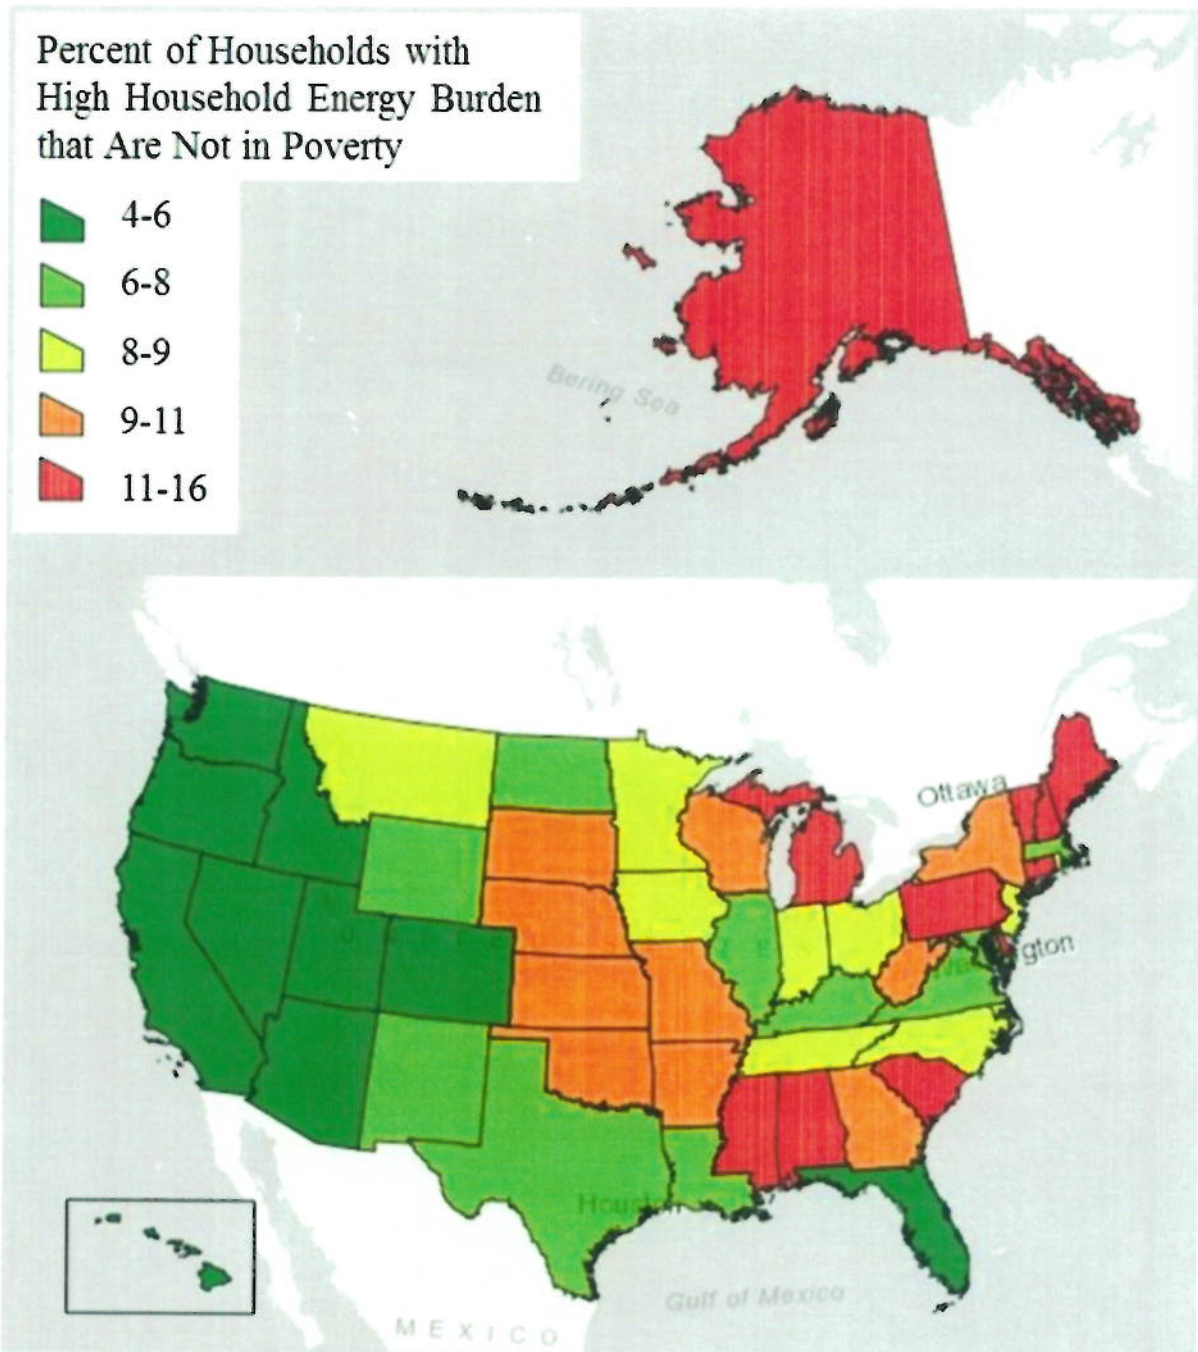 Percent of Households with
High Household Energy Burden
that Are Not in Poverty
4-6
6-8
8-9
9-11
11-16
Bering Sea
Ottawa
gton
Houston
Gulf of Mexico
MEXICO